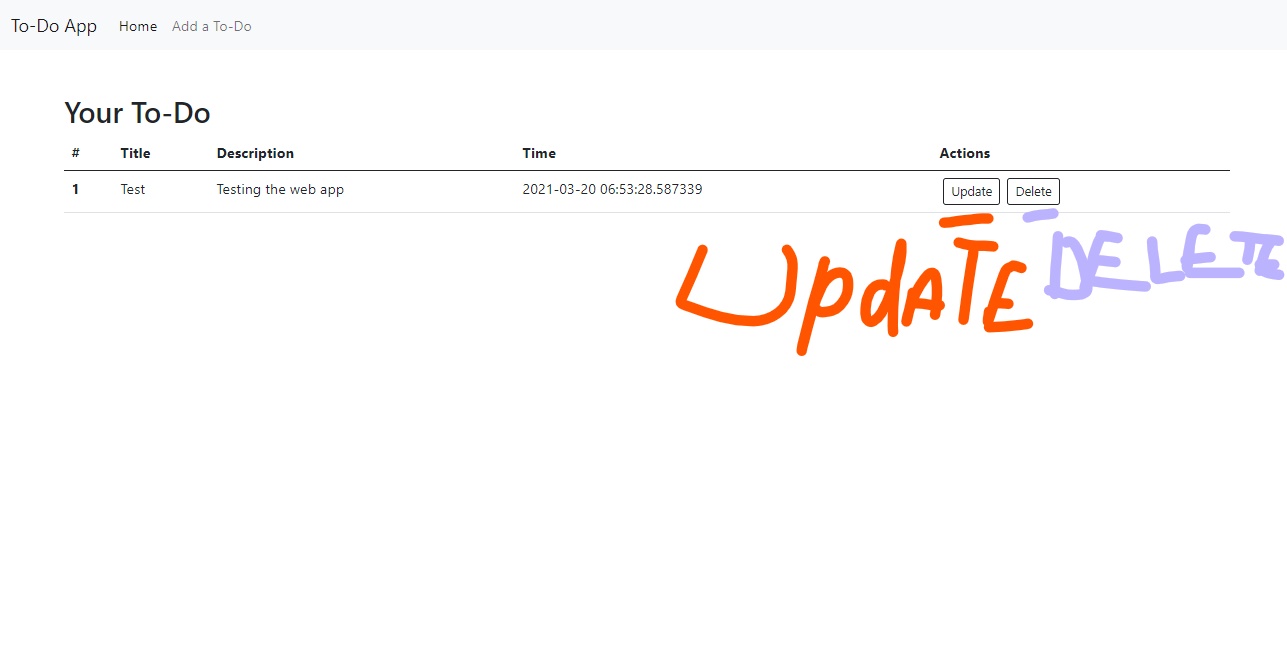 To-Do App Home Add a To-Do
Your To-Do
# Title Description Time Actions
1 Test Testing the web app 2021-03-20 06:53:28.587339 Update Delete
UpdATE DELETE